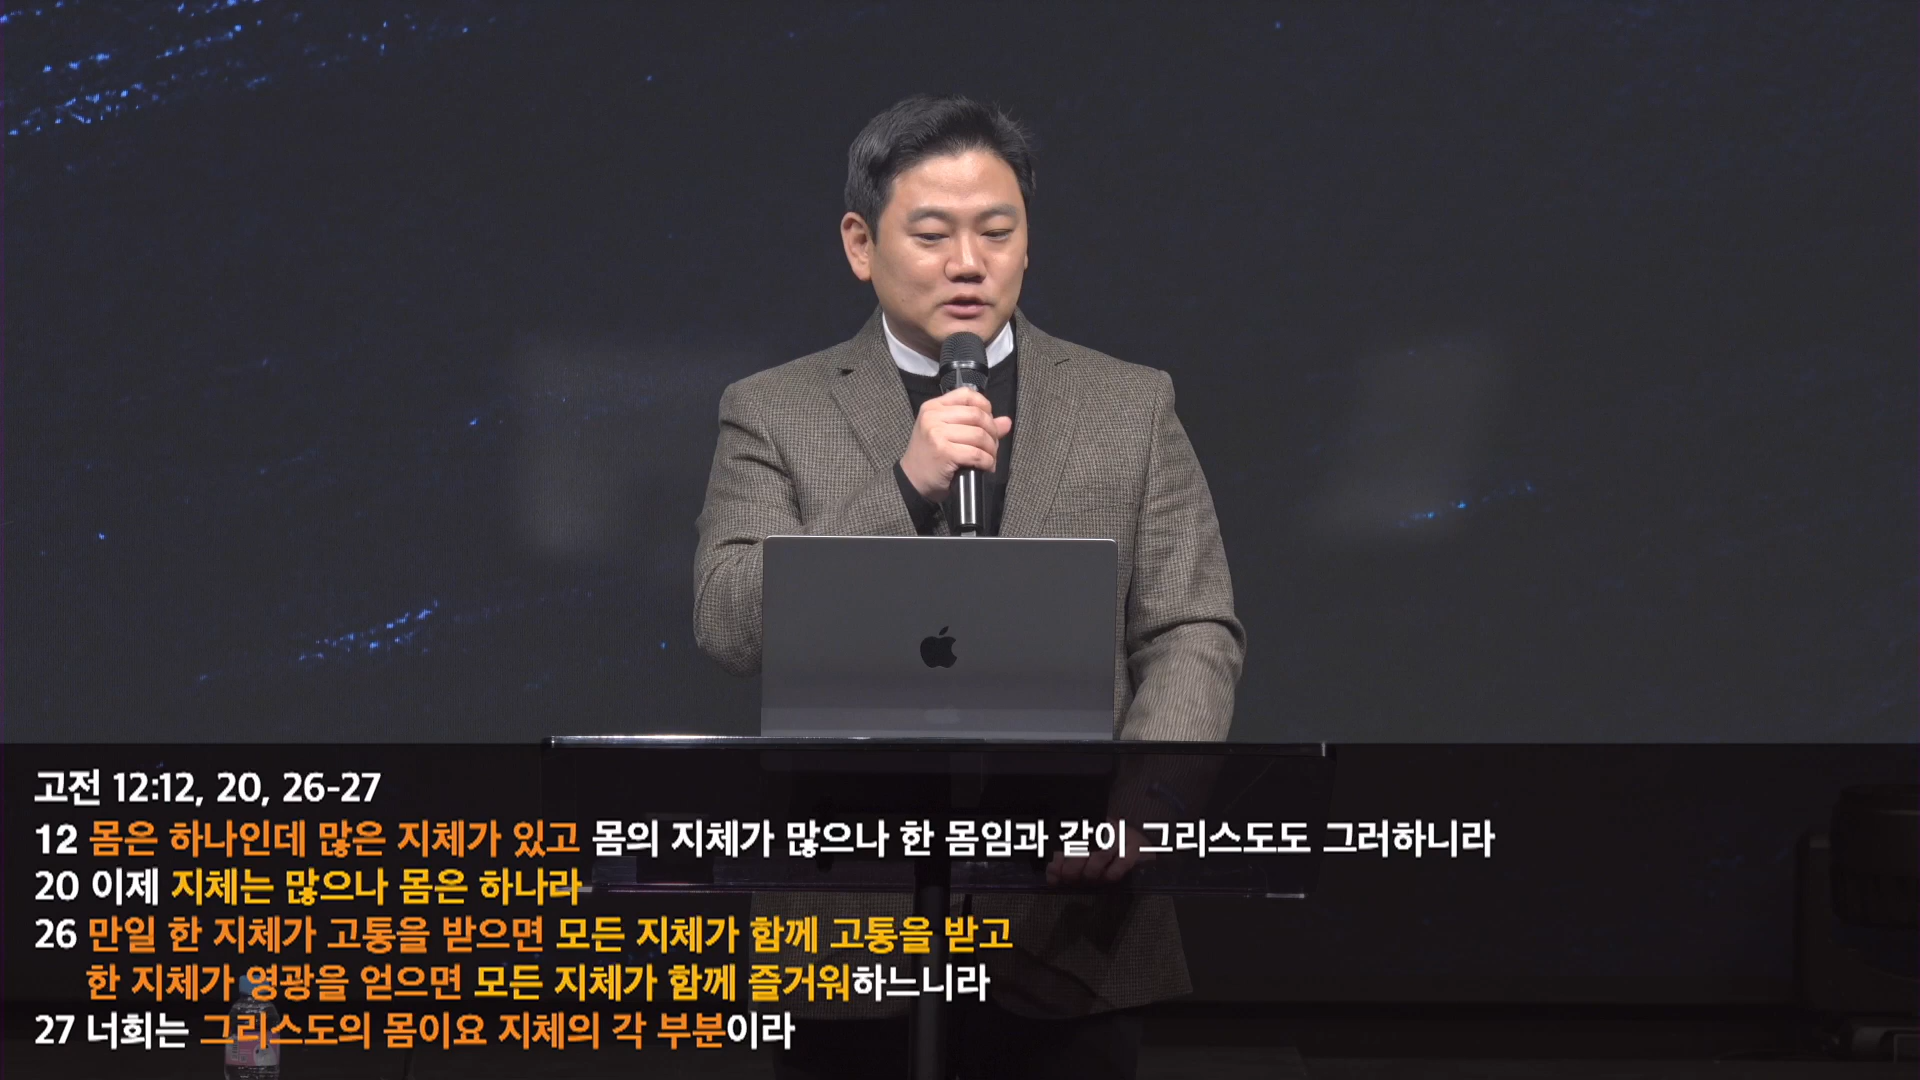 고전 12:12, 20, 26-27
12 몸은 하나인데 많은 지체가 있고 몸의 지체가 많으나 한 몸임과 같이 그리스도도 그러하니라
20 이제 지체는 많으나 몸은 하나라
26 만일 한 지체가 고통을 받으면 모든 지체가 함께 고통을 받고
한 지체가 영광을 얻으면 모든 지체가 함께 즐거워하느니라
27 너희는 그리스도의 몸이요 지체의 각 부분이라